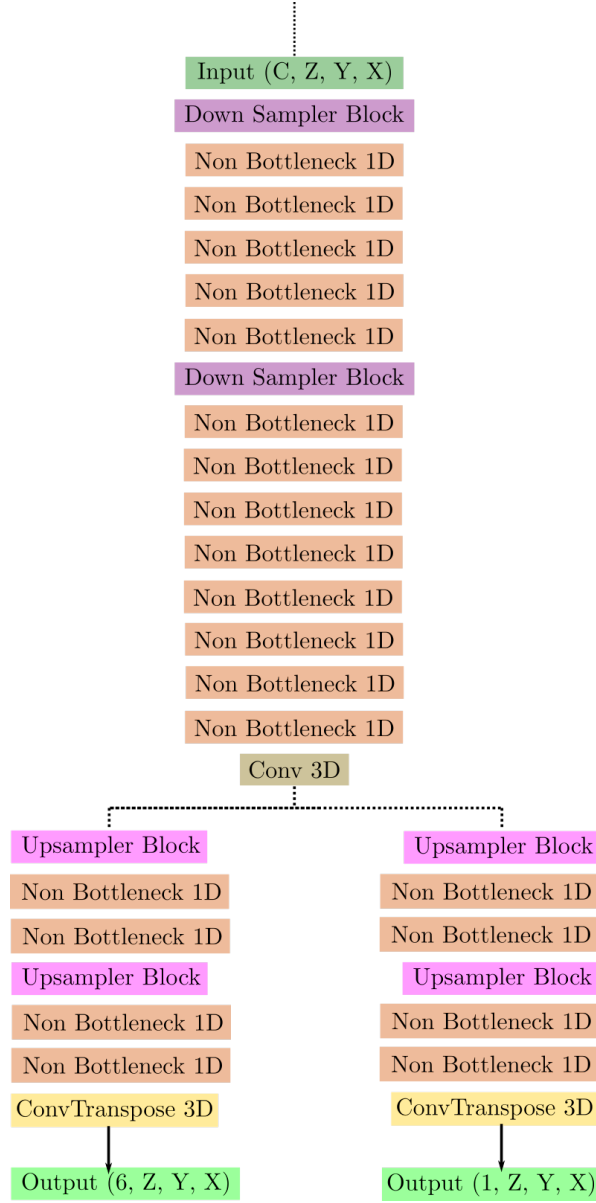 Input (C, Z, Y, X)
Down Sampler Block
Non Bottleneck 1D
Non Bottleneck 1D
Non Bottleneck 1D
Non Bottleneck 1D
Non Bottleneck 1D
Down Sampler Block
Non Bottleneck 1D
Non Bottleneck 1D
Non Bottleneck 1D
Non Bottleneck 1D
Non Bottleneck 1D
Non Bottleneck 1D
Non Bottleneck 1D
Non Bottleneck 1D
Conv 3D
Upsampler Block
Non Bottleneck 1D
Non Bottleneck 1D
Upsampler Block
Non Bottleneck 1D
Non Bottleneck 1D
ConvTranspose 3D
Output (6, Z, Y, X)
Upsampler Block
Non Bottleneck 1D
Non Bottleneck 1D
Upsampler Block
Non Bottleneck 1D
Non Bottleneck 1D
ConvTranspose 3D
Output (1, Z, Y, X)